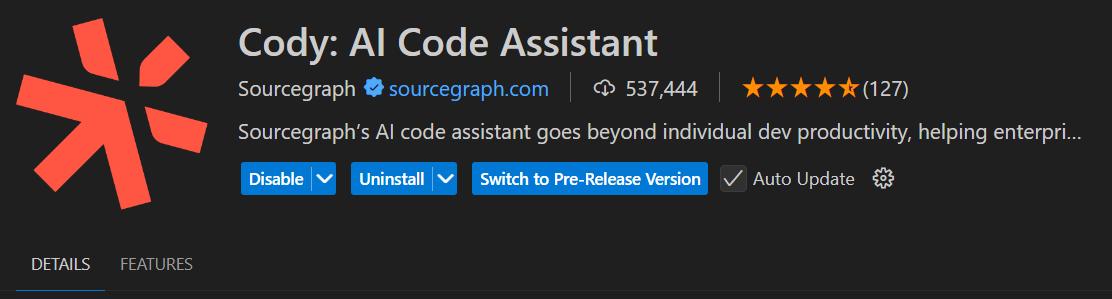 Cody: AI Code Assistant
Sourcegraph sourcegraph.com 537,444 (127)
Sourcegraph’s AI code assistant goes beyond individual dev productivity, helping enterpri...
Disable Uninstall Switch to Pre-Release Version Auto Update
DETAILS FEATURES